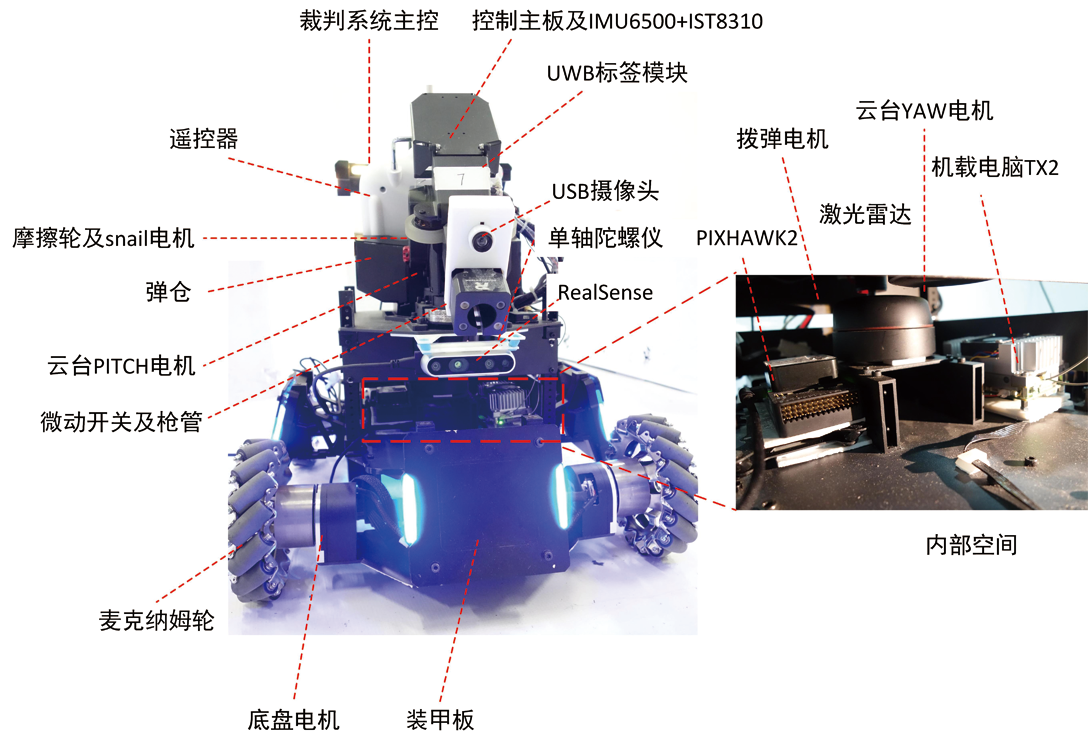 裁判系统主控
控制主板及IMU6500+IST8310
UWB标签模块
云台YAW电机
遥控器
拨弹电机
机载电脑TX2
7
USB摄像头
激光雷达
摩擦轮及snail电机
单轴陀螺仪
PIXHAWK2
弹仓
RealSense
云台PITCH电机
微动开关及枪管
内部空间
麦克纳姆轮
底盘电机
装甲板